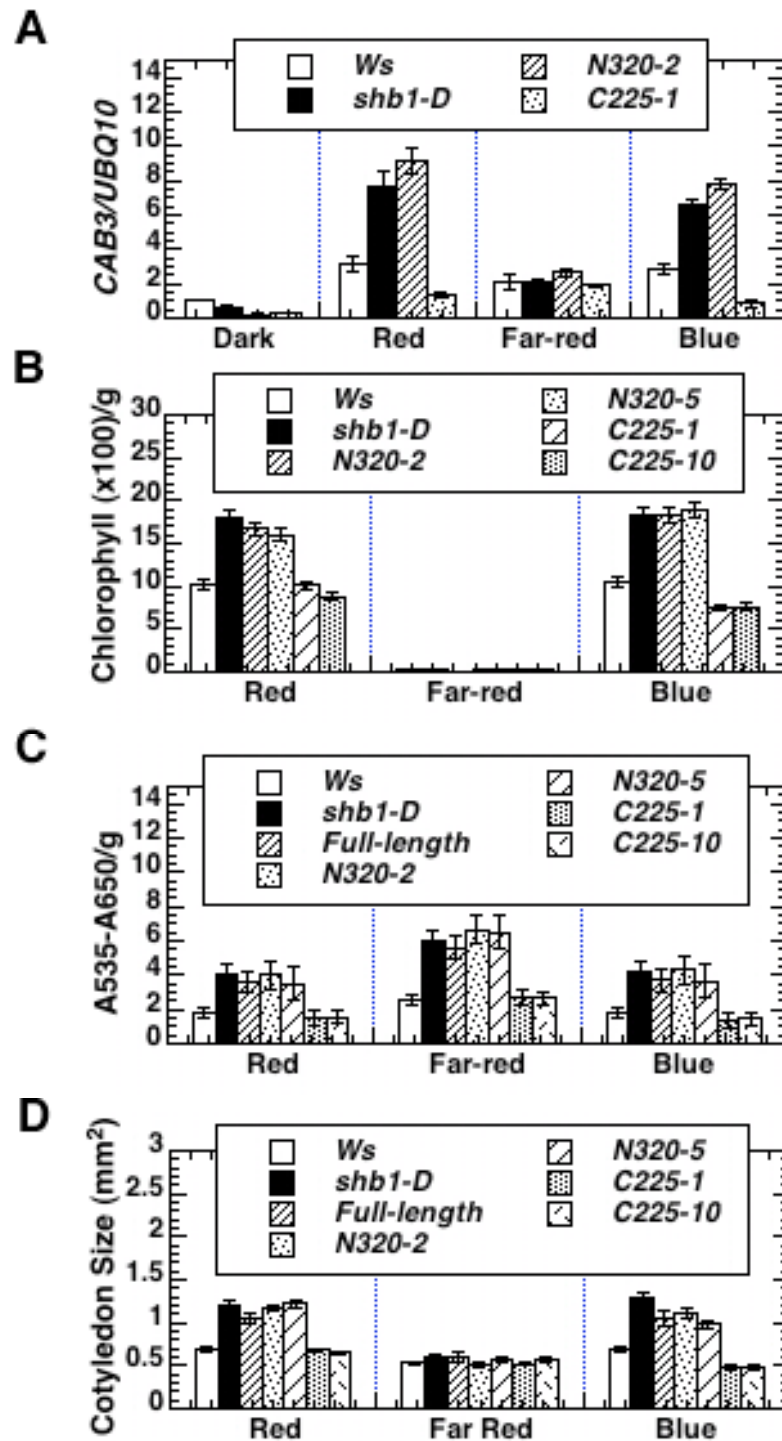 A
Ws N320-2
shb1-D C225-1
CAB3/UBQ10
14
12
10
8
6
4
2
0
Dark Red Far-red Blue
B
Ws N320-5
shb1-D C225-1
N320-2 C225-10
Chlorophyll (x100)/g
30
25
20
15
10
5
0
Red Far-red Blue
C
Ws N320-5
shb1-D C225-1
Full-length C225-10
N320-2
A535-A650/g
14
12
10
8
6
4
2
0
Red Far-red Blue
D
Ws N320-5
shb1-D C225-1
Full-length C225-10
N320-2
Cotyledon Size (mm²)
3
2.5
2
1.5
1
0.5
0
Red Far Red Blue